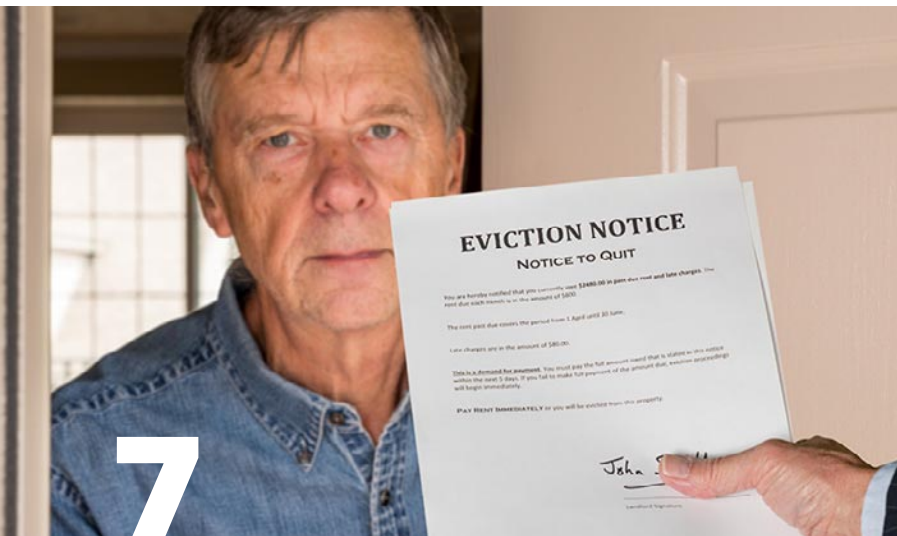 EVICTION NOTICE
NOTICE TO QUIT
You are hereby notified that you currently owe $2480.00 in past due rent and late charges. The
rent due each month is in the amount of $800.
The rent past due covers the period from 1 April until 30 June.
Late charges are in the amount of $80.00.
This is a demand for payment. You must pay the full amount owed that is stated in this notice
within the next 5 days. If you fail to make full payment of the amount due, eviction proceedings
will begin immediately.
PAY RENT IMMEDIATELY or you will be evicted from this property.
John
Landlord Signature
7